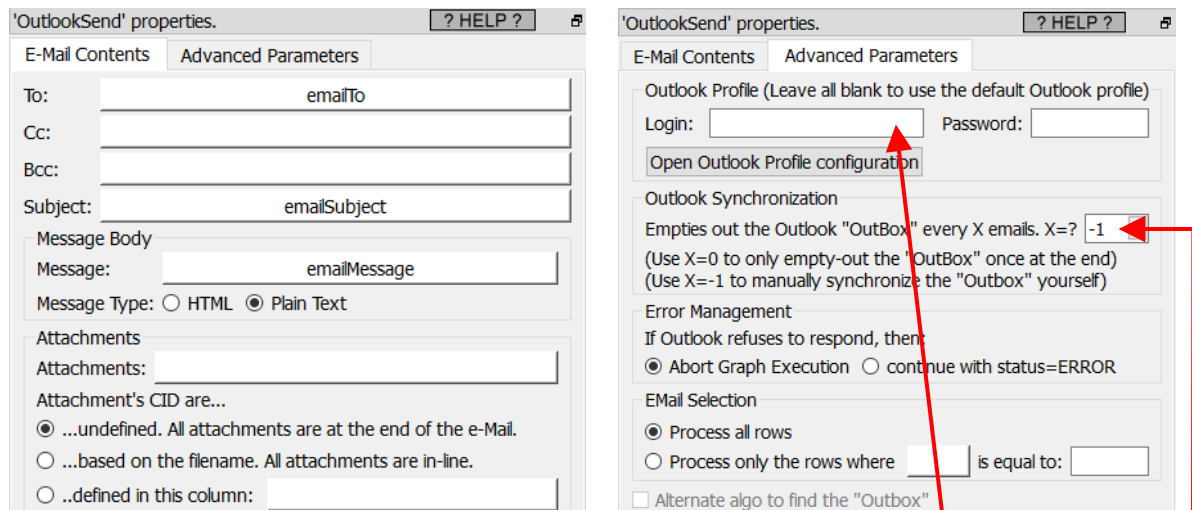 'OutlookSend' properties.
? HELP ?
E-Mail Contents
Advanced Parameters
To:
emailTo
Cc:
Bcc:
Subject:
emailSubject
Message Body
Message:
emailMessage
Message Type:
HTML
Plain Text
Attachments
Attachments:
Attachment's CID are...
...undefined. All attachments are at the end of the e-Mail.
...based on the filename. All attachments are in-line.
..defined in this column:
'OutlookSend' properties.
? HELP ?
E-Mail Contents
Advanced Parameters
Outlook Profile (Leave all blank to use the default Outlook profile)
Login:
Password:
Open Outlook Profile configuration
Outlook Synchronization
Empties out the Outlook "OutBox" every X emails. X=? -1
(Use X=0 to only empty-out the "OutBox" once at the end)
(Use X=-1 to manually synchronize the "Outbox" yourself)
Error Management
If Outlook refuses to respond, then:
Abort Graph Execution
continue with status=ERROR
EMail Selection
Process all rows
Process only the rows where
is equal to:
Alternate algo to find the "Outbox"